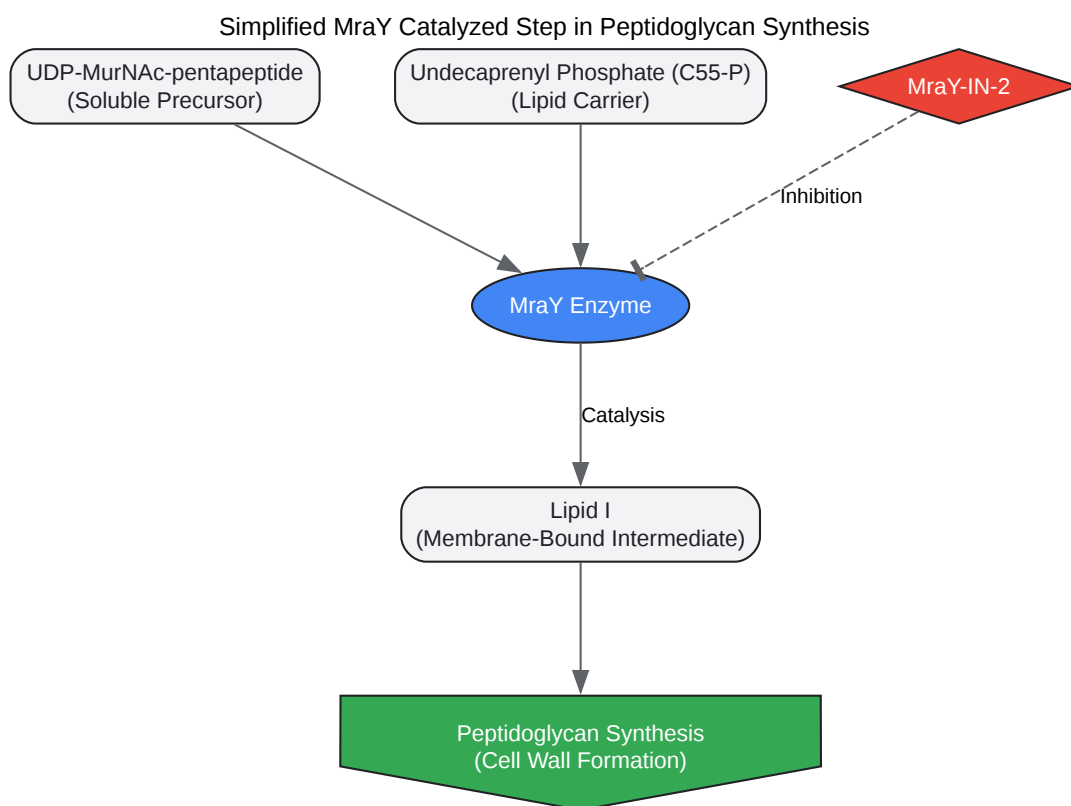 Simplified MraY Catalyzed Step in Peptidoglycan Synthesis
UDP-MurNAc-pentapeptide
(Soluble Precursor)
Undecaprenyl Phosphate (C55-P)
(Lipid Carrier)
MraY-IN-2
Inhibition
MraY Enzyme
Catalysis
Lipid I
(Membrane-Bound Intermediate)
Peptidoglycan Synthesis
(Cell Wall Formation)